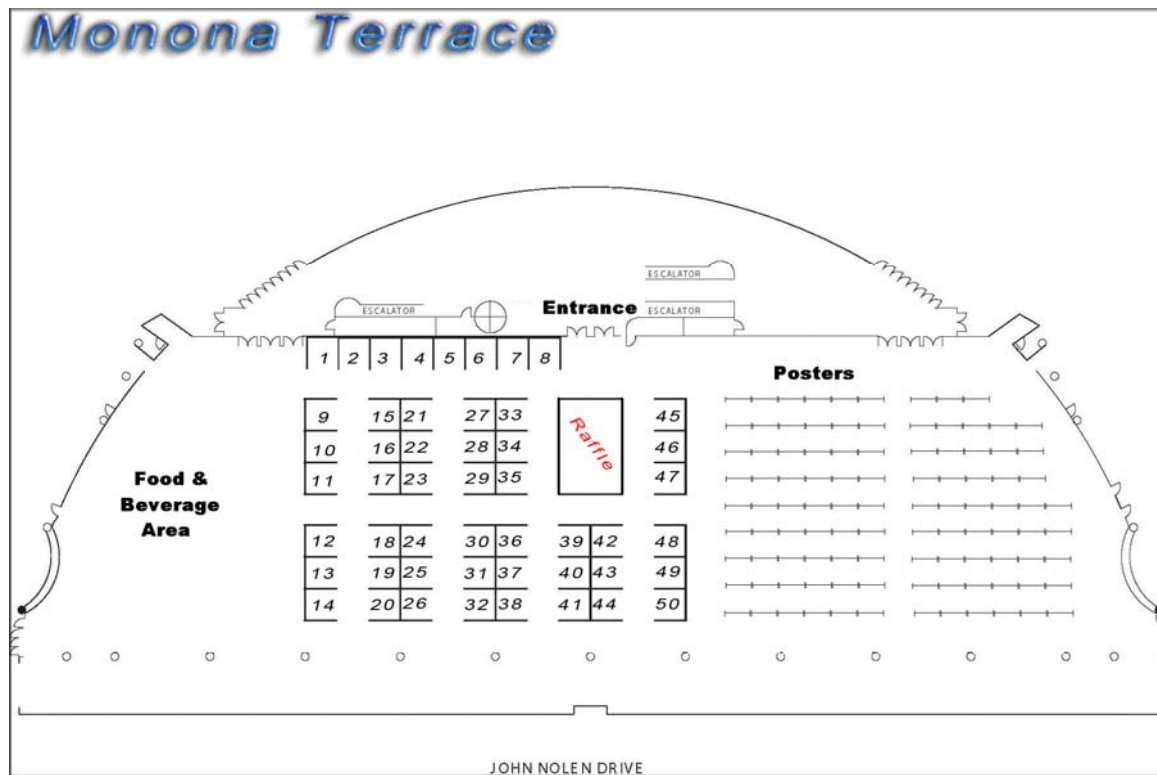 Monona Terrace
ESCALATOR
ESCALATOR
Entrance
ESCALATOR
1 2 3 4 5 6 7 8
Posters
9 15 21 27 33 45
10 16 22 28 34 46
11 17 23 29 35 47
Raffle
Food &
Beverage
Area
12 18 24 30 36 39 42 48
13 19 25 31 37 40 43 49
14 20 26 32 38 41 44 50
JOHN NOLEN DRIVE